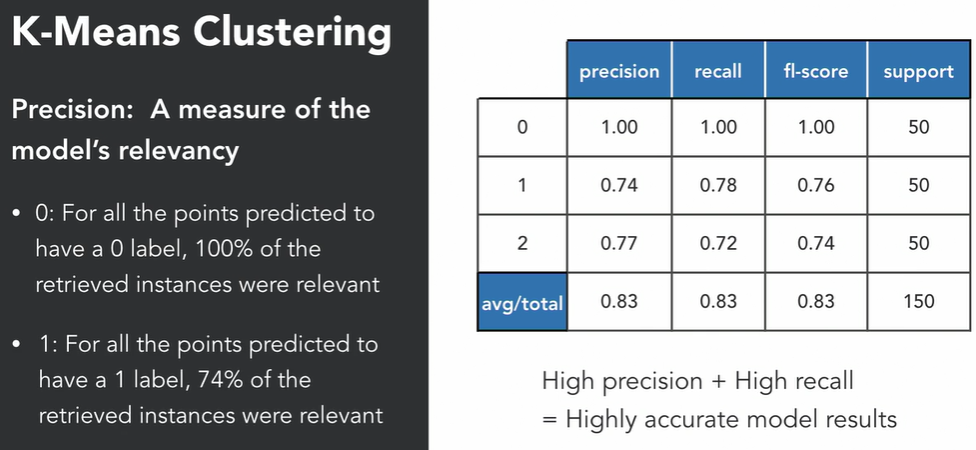 K-Means Clustering
Precision: A measure of the
model's relevancy
• 0: For all the points predicted to
have a 0 label, 100% of the
retrieved instances were relevant
• 1: For all the points predicted to
have a 1 label, 74% of the
retrieved instances were relevant
precision recall fl-score support
0 1.00 1.00 1.00 50
1 0.74 0.78 0.76 50
2 0.77 0.72 0.74 50
avg/total 0.83 0.83 0.83 150
High precision + High recall
= Highly accurate model results